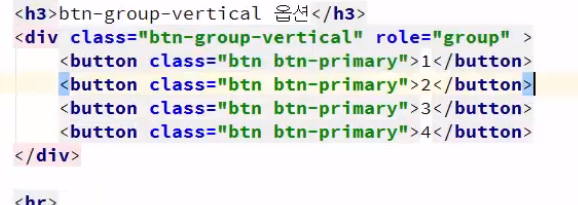 <h3>btn-group-vertical 옵션</h3>
<div class="btn-group-vertical" role="group" >
    <button class="btn btn-primary">1</button>
    <button class="btn btn-primary">2</button>
    <button class="btn btn-primary">3</button>
    <button class="btn btn-primary">4</button>
</div>
<hr>